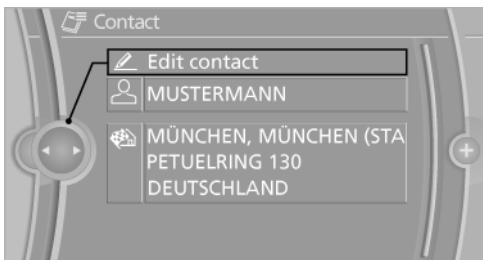 Contact
Edit contact
MUSTERMANN
MÜNCHEN, MÜNCHEN (STA
PETUELRING 130
DEUTSCHLAND